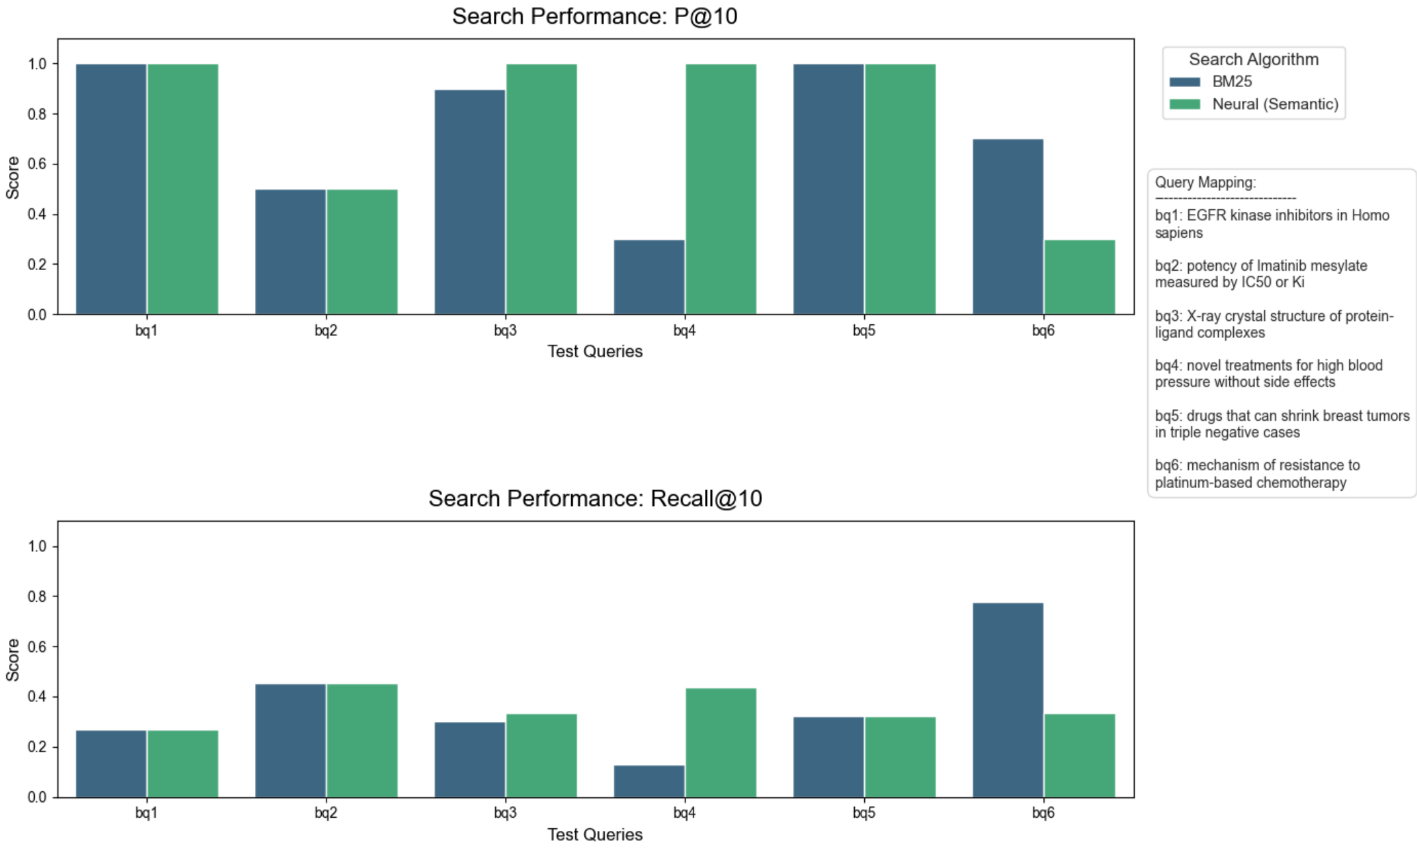 Search Performance: P@10
1.0
0.8
0.6
0.4
0.2
0.0
Score
bq1 bq2 bq3 bq4 bq5 bq6
Test Queries
Search Algorithm
BM25
Neural (Semantic)
Query Mapping:
------------------------------
bq1: EGFR kinase inhibitors in Homo
sapiens
bq2: potency of Imatinib mesylate
measured by IC50 or Ki
bq3: X-ray crystal structure of protein-
ligand complexes
bq4: novel treatments for high blood
pressure without side effects
bq5: drugs that can shrink breast tumors
in triple negative cases
bq6: mechanism of resistance to
platinum-based chemotherapy
Search Performance: Recall@10
1.0
0.8
0.6
0.4
0.2
0.0
Score
bq1 bq2 bq3 bq4 bq5 bq6
Test Queries